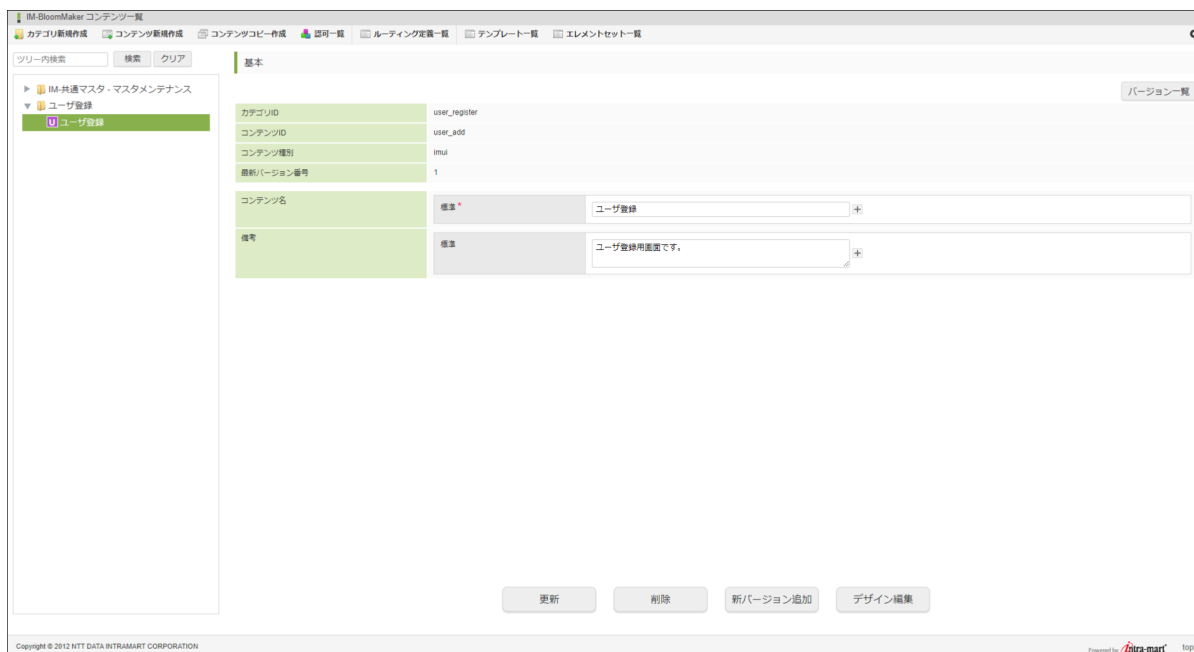 IM-BloomMaker コンテンツ一覧
カテゴリ新規作成 コンテンツ新規作成 コンテンツコピー作成 認可一覧 ルーティング定義一覧 テンプレート一覧 エレメントセット一覧
ツリー内検索 検索 クリア
基本
IM-共通マスタ - マスタメンテナンス
ユーザ登録
U ユーザ登録
バージョン一覧
カテゴリID user_register
コンテンツID user_add
コンテンツ種別 imui
最新バージョン番号 1
コンテンツ名 標準 * ユーザ登録
備考 標準 ユーザ登録用画面です。
更新 削除 新バージョン追加 デザイン編集
Copyright © 2012 NTT DATA INTRAMART CORPORATION
Powered by intra-mart top